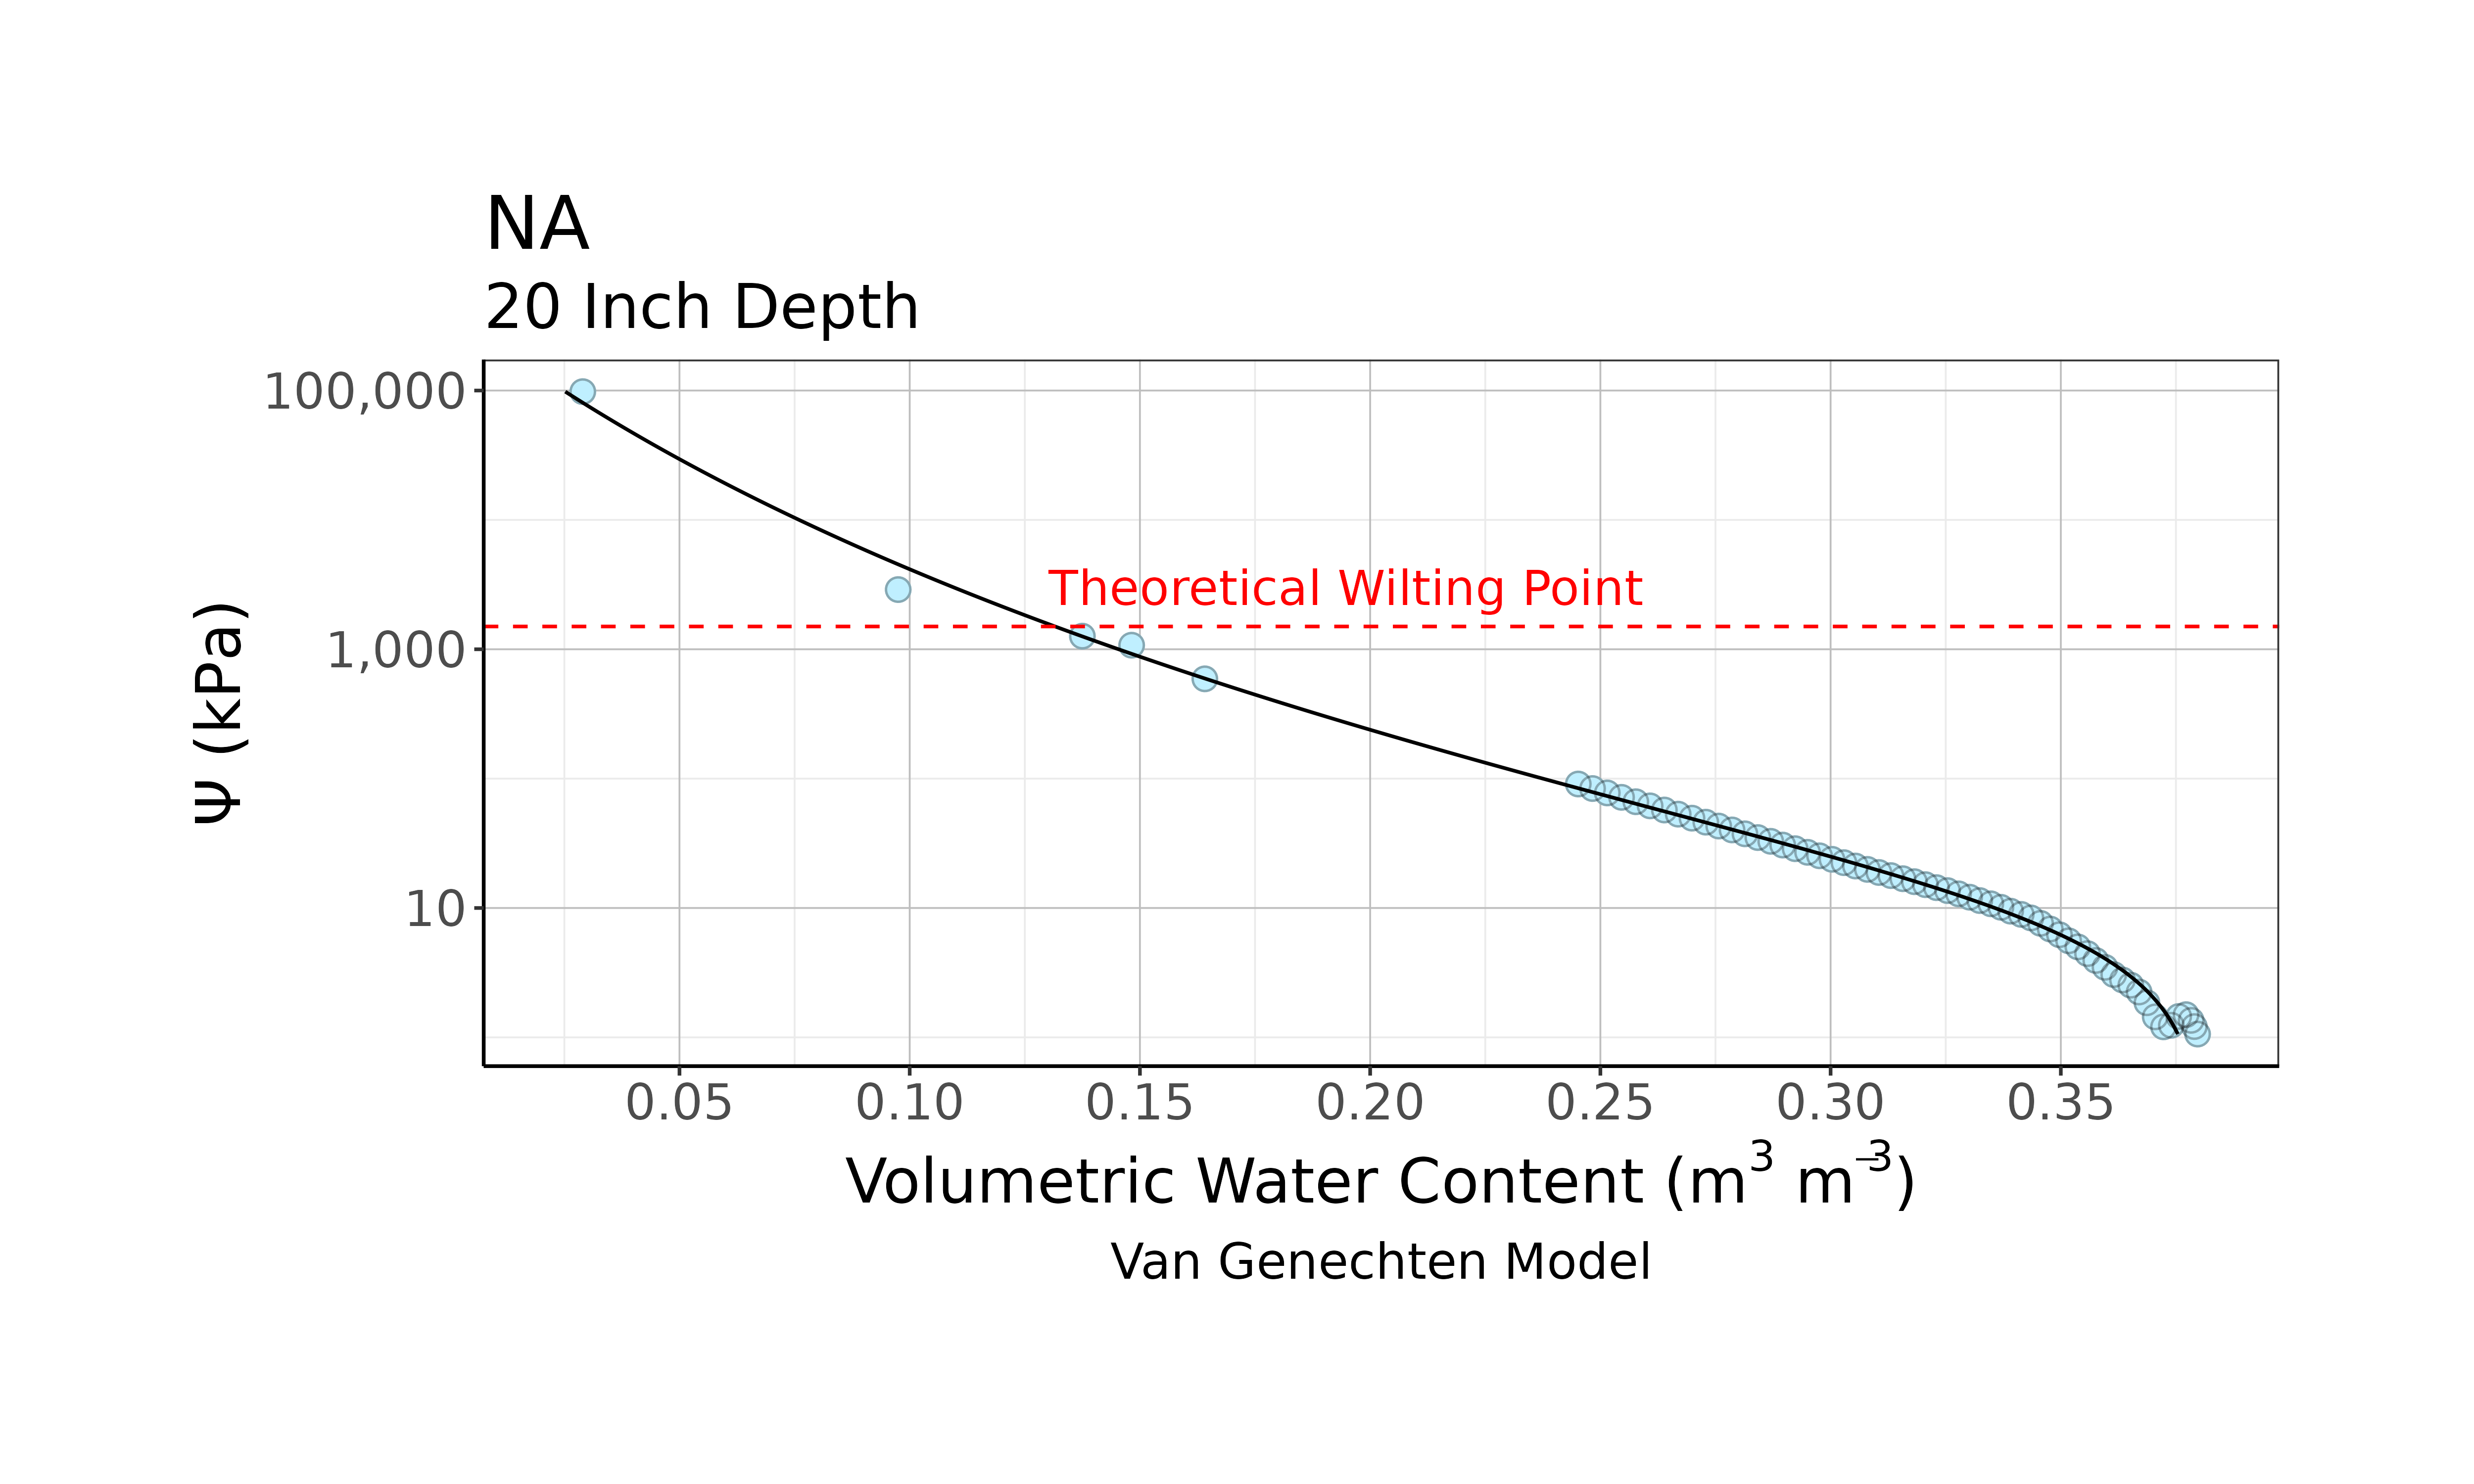 NA
20 Inch Depth
100,000
1,000
10
Ψ (kPa)
Theoretical Wilting Point
0.05 0.10 0.15 0.20 0.25 0.30 0.35
Volumetric Water Content (m³ m⁻³)
Van Genechten Model